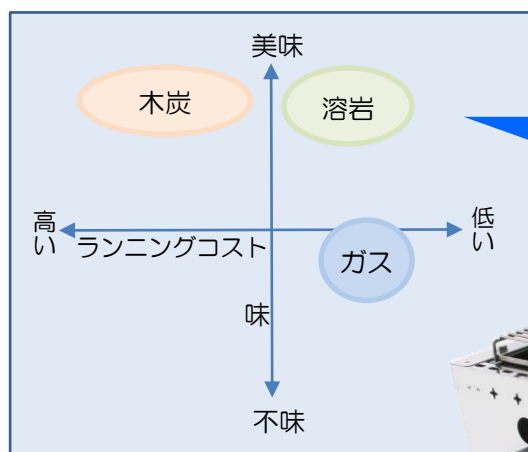 美味
木炭
溶岩
高い
ランニングコスト
低い
ガス
味
不味